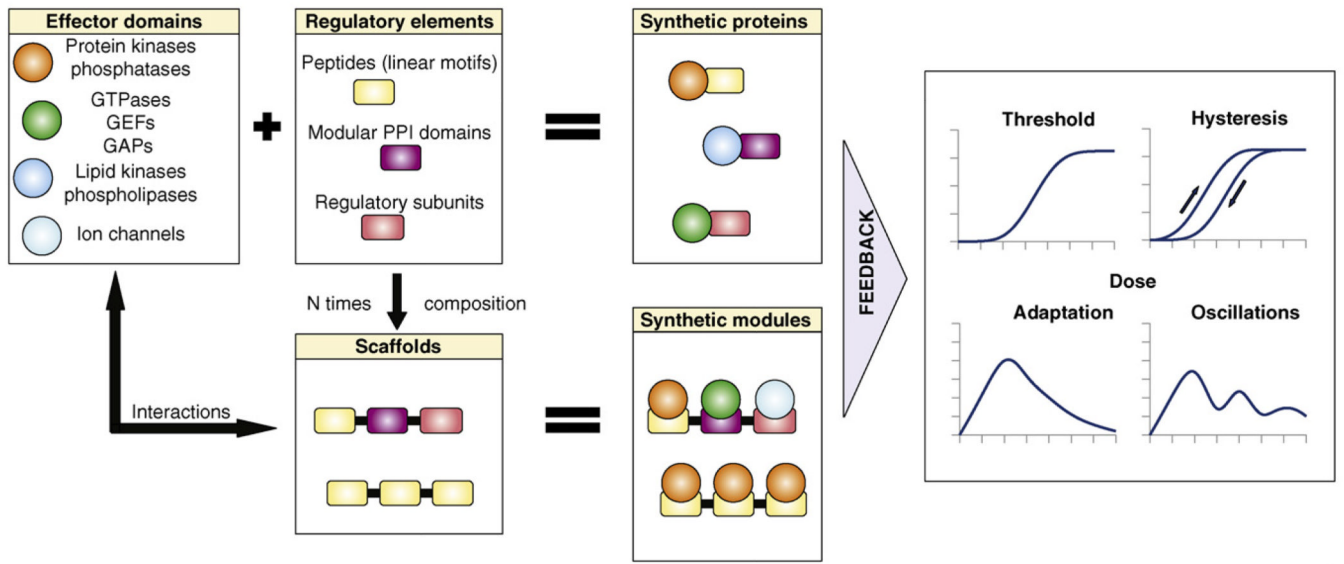 Effector domains
Protein kinases
phosphatases
GTPases
GEFs
GAPs
Lipid kinases
phospholipases
Ion channels
Regulatory elements
Peptides (linear motifs)
Modular PPI domains
Regulatory subunits
Synthetic proteins
N times composition
Interactions
Scaffolds
Synthetic modules
FEEDBACK
Threshold
Hysteresis
Dose
Adaptation
Oscillations